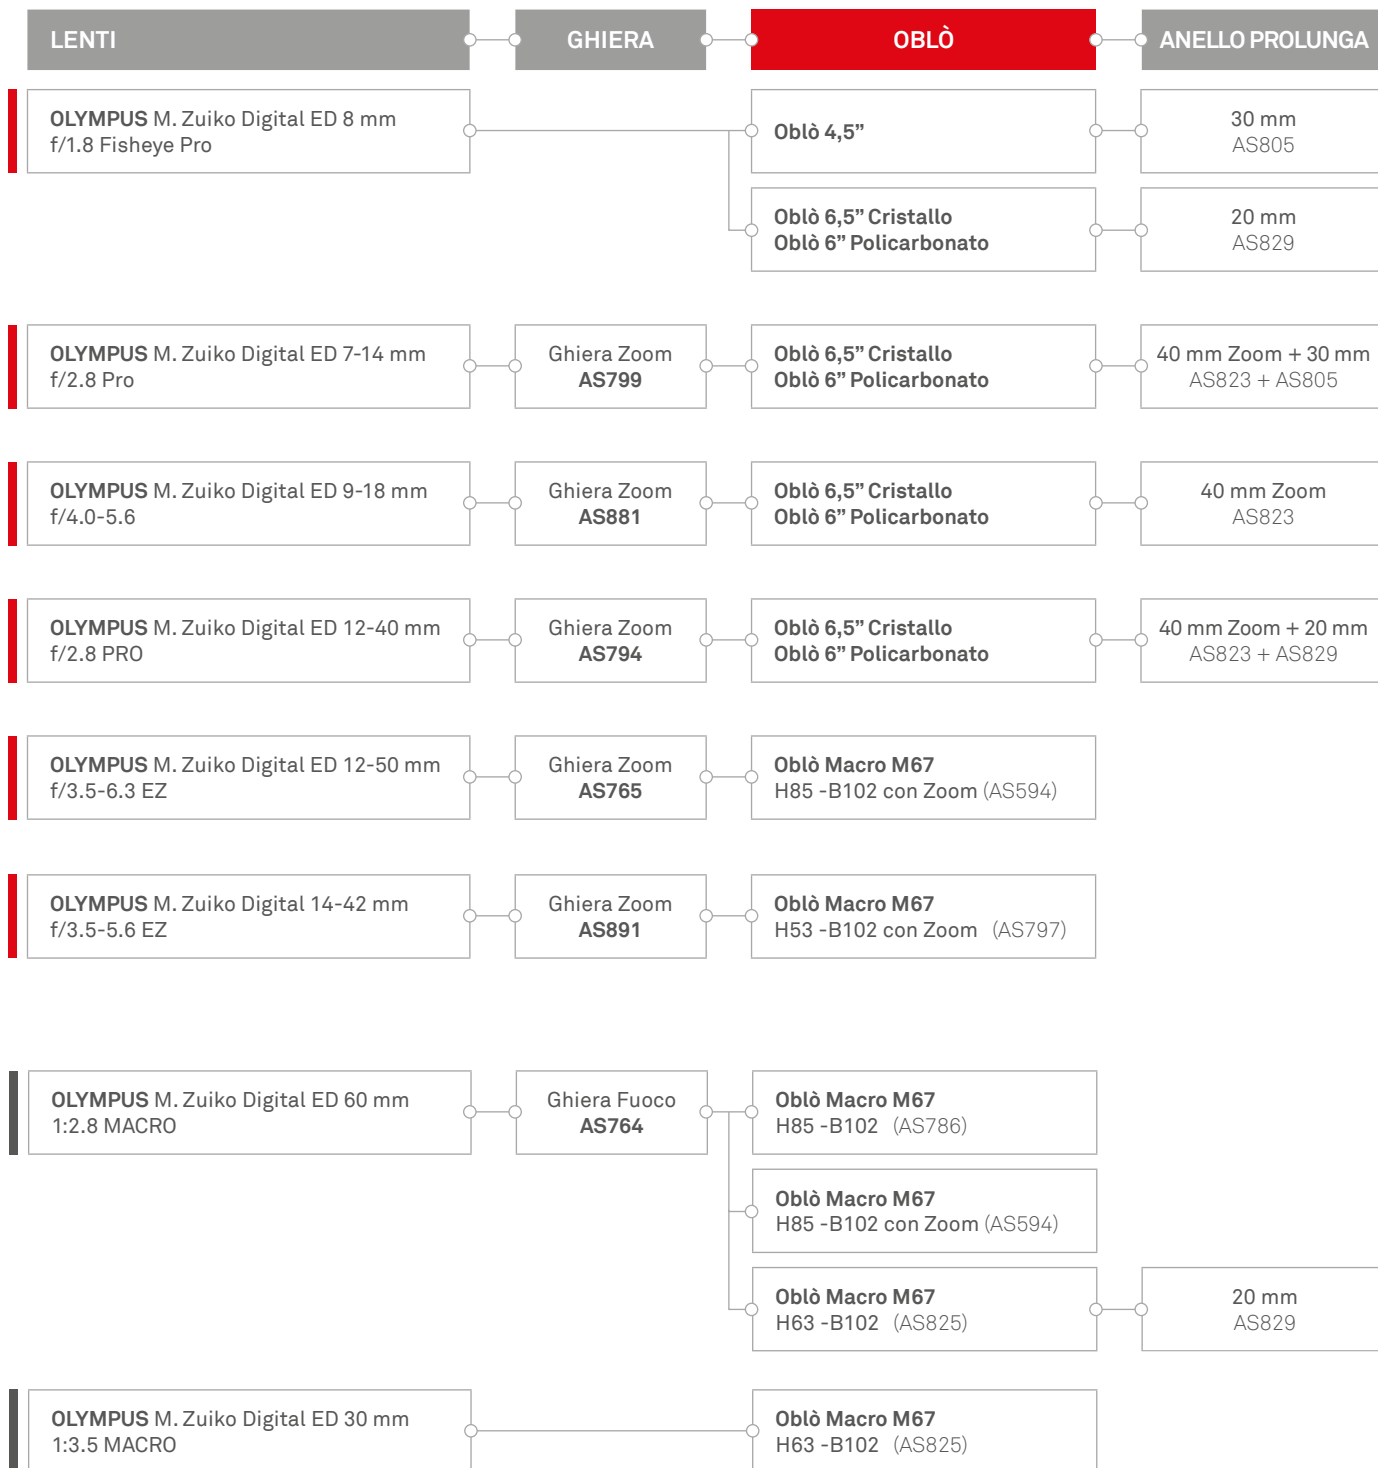 LENTI
GHIERA
OBLÒ
ANELLO PROLUNGA
OLYMPUS M. Zuiko Digital ED 8 mm
f/1.8 Fisheye Pro
Oblò 4,5”
30 mm
AS805
Oblò 6,5” Cristallo
Oblò 6” Policarbonato
20 mm
AS829
OLYMPUS M. Zuiko Digital ED 7-14 mm
f/2.8 Pro
Ghiera Zoom
AS799
Oblò 6,5” Cristallo
Oblò 6” Policarbonato
40 mm Zoom + 30 mm
AS823 + AS805
OLYMPUS M. Zuiko Digital ED 9-18 mm
f/4.0-5.6
Ghiera Zoom
AS881
Oblò 6,5” Cristallo
Oblò 6” Policarbonato
40 mm Zoom
AS823
OLYMPUS M. Zuiko Digital ED 12-40 mm
f/2.8 PRO
Ghiera Zoom
AS794
Oblò 6,5” Cristallo
Oblò 6” Policarbonato
40 mm Zoom + 20 mm
AS823 + AS829
OLYMPUS M. Zuiko Digital ED 12-50 mm
f/3.5-6.3 EZ
Ghiera Zoom
AS765
Oblò Macro M67
H85 -B102 con Zoom (AS594)
OLYMPUS M. Zuiko Digital 14-42 mm
f/3.5-5.6 EZ
Ghiera Zoom
AS891
Oblò Macro M67
H53 -B102 con Zoom (AS797)
OLYMPUS M. Zuiko Digital ED 60 mm
1:2.8 MACRO
Ghiera Fuoco
AS764
Oblò Macro M67
H85 -B102 (AS786)
Oblò Macro M67
H85 -B102 con Zoom (AS594)
Oblò Macro M67
H63 -B102 (AS825)
20 mm
AS829
OLYMPUS M. Zuiko Digital ED 30 mm
1:3.5 MACRO
Oblò Macro M67
H63 -B102 (AS825)